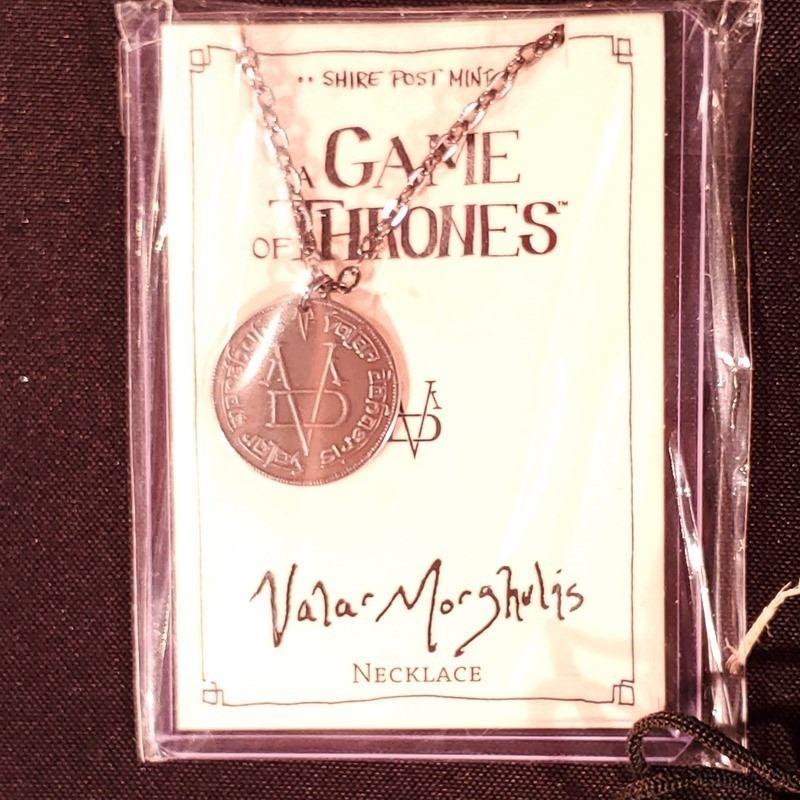 SHIRE POST MINT
A GAME
OF THRONES™
Valar Morghulis
NECKLACE